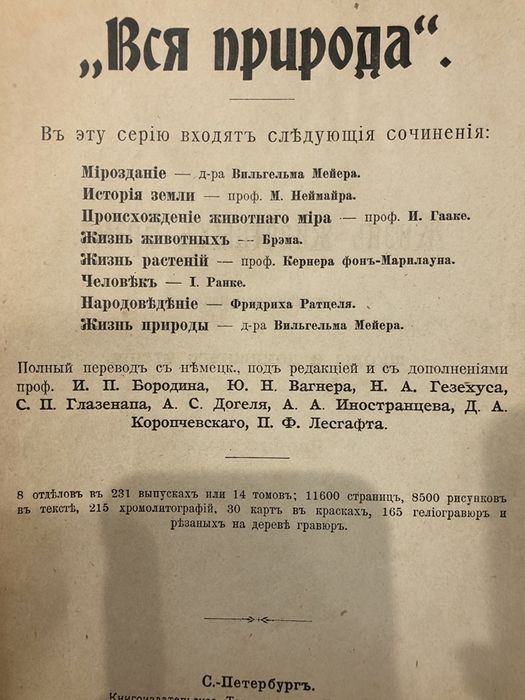 „Вся природа“.
Въ эту серію входятъ слѣдующія сочиненія:
Мірозданіе — д-ра Вильгельма Мейера.
Исторія земли — проф. М. Неймайра.
Происхожденіе животнаго міра — проф. И. Гааке.
Жизнь животныхъ — Брэма.
Жизнь растеній — проф. Кернера фонъ-Марилауна.
Человѣкъ — I. Ранке.
Народовѣдѣніе — Фридриха Ратцеля.
Жизнь природы — д-ра Вильгельма Мейера.
Полный переводъ съ нѣмецк., подъ редакціей и съ дополненіями
проф. И. П. Бородина, Ю. Н. Вагнера, Н. А. Гезехуса,
С. П. Глазенапа, А. С. Догеля, А. А. Иностранцева, Д. А.
Коропчевскаго, П. Ф. Лесгафта.
8 отдѣловъ въ 231 выпускахъ или 14 томовъ; 11600 страницъ, 8500 рисунковъ
въ текстѣ, 215 хромолитографій, 30 картъ въ краскахъ, 165 геліогравюръ и
рѣзаныхъ на деревѣ гравюръ.
С.-Петербургъ.